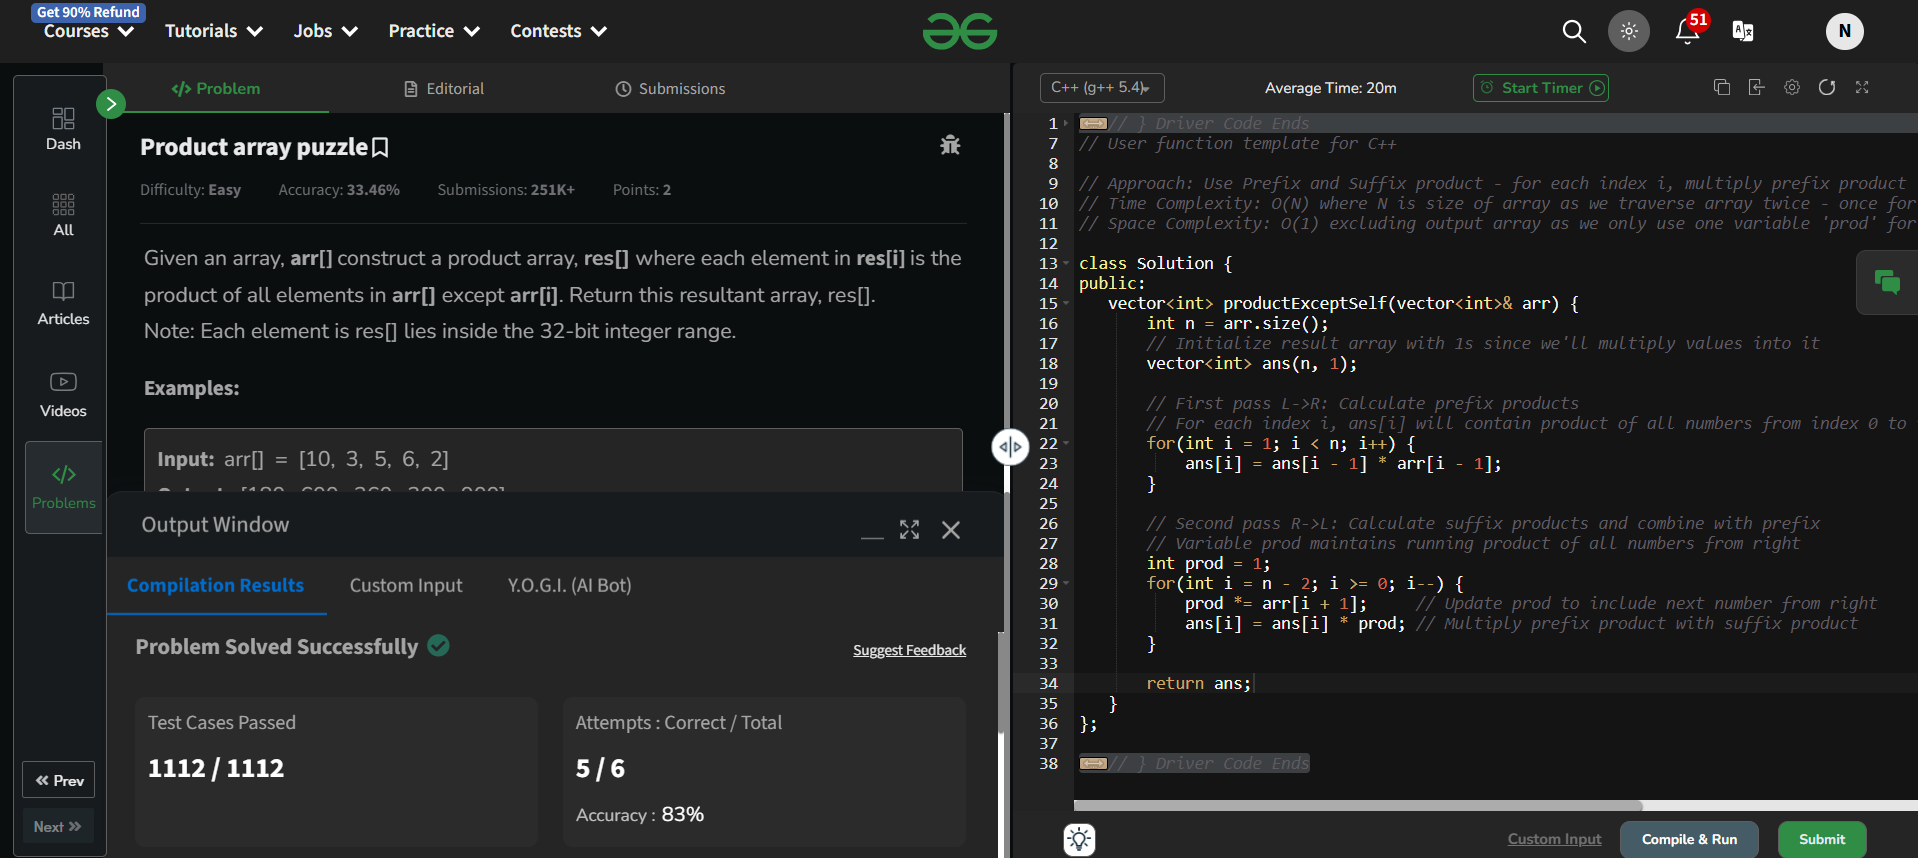 Get 90% Refund
Courses
Tutorials
Jobs
Practice
Contests
51
N
Dash
All
Articles
Videos
Problems
Prev
Next
Problem
Editorial
Submissions
Product array puzzle
Difficulty: Easy
Accuracy: 33.46%
Submissions: 251K+
Points: 2
Given an array, arr[] construct a product array, res[] where each element in res[i] is the
product of all elements in arr[] except arr[i]. Return this resultant array, res[].
Note: Each element is res[] lies inside the 32-bit integer range.
Examples:
Input: arr[] = [10, 3, 5, 6, 2]
Output Window
Compilation Results
Custom Input
Y.O.G.I. (AI Bot)
Problem Solved Successfully
Suggest Feedback
Test Cases Passed
1112 / 1112
Attempts : Correct / Total
5 / 6
Accuracy : 83%
C++ (g++ 5.4)
Average Time: 20m
Start Timer
1 // } Driver Code Ends
7 // User function template for C++
8
9 // Approach: Use Prefix and Suffix product - for each index i, multiply prefix product
10 // Time Complexity: O(N) where N is size of array as we traverse array twice - once for
11 // Space Complexity: O(1) excluding output array as we only use one variable 'prod' for
12
13 class Solution {
14 public:
15 vector<int> productExceptSelf(vector<int>& arr) {
16 int n = arr.size();
17 // Initialize result array with 1s since we'll multiply values into it
18 vector<int> ans(n, 1);
19
20 // First pass L->R: Calculate prefix products
21 // For each index i, ans[i] will contain product of all numbers from index 0 to
22 for(int i = 1; i < n; i++) {
23 ans[i] = ans[i - 1] * arr[i - 1];
24 }
25
26 // Second pass R->L: Calculate suffix products and combine with prefix
27 // Variable prod maintains running product of all numbers from right
28 int prod = 1;
29 for(int i = n - 2; i >= 0; i--) {
30 prod *= arr[i + 1]; // Update prod to include next number from right
31 ans[i] = ans[i] * prod; // Multiply prefix product with suffix product
32 }
33
34 return ans;
35 }
36 };
37
38 // } Driver Code Ends
Custom Input
Compile & Run
Submit